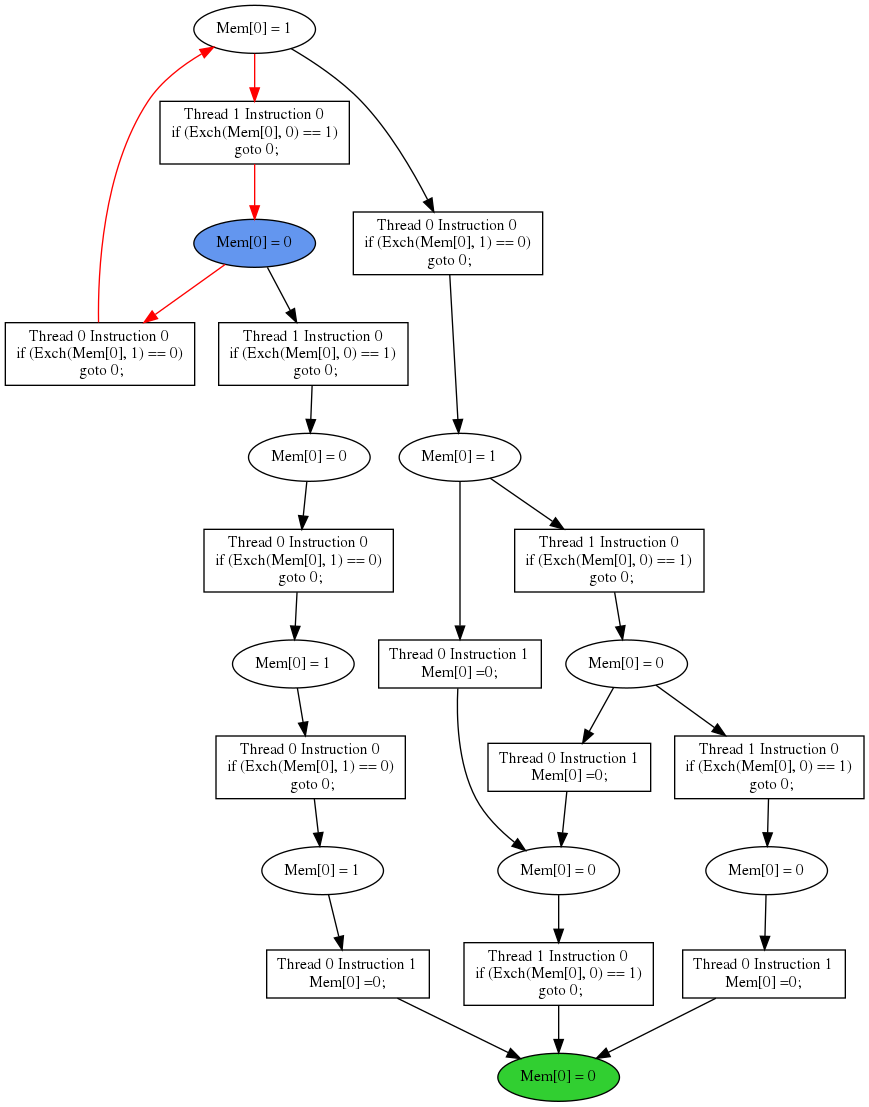 Mem[0] = 1
Thread 1 Instruction 0
if (Exch(Mem[0], 0) == 1)
goto 0;
Thread 0 Instruction 0
if (Exch(Mem[0], 1) == 0)
goto 0;
Mem[0] = 0
Thread 0 Instruction 0
if (Exch(Mem[0], 1) == 0)
goto 0;
Thread 1 Instruction 0
if (Exch(Mem[0], 0) == 1)
goto 0;
Mem[0] = 0
Mem[0] = 1
Thread 0 Instruction 0
if (Exch(Mem[0], 1) == 0)
goto 0;
Thread 1 Instruction 0
if (Exch(Mem[0], 0) == 1)
goto 0;
Mem[0] = 1
Thread 0 Instruction 1
Mem[0] =0;
Mem[0] = 0
Thread 0 Instruction 0
if (Exch(Mem[0], 1) == 0)
goto 0;
Thread 0 Instruction 1
Mem[0] =0;
Thread 1 Instruction 0
if (Exch(Mem[0], 0) == 1)
goto 0;
Mem[0] = 1
Mem[0] = 0
Mem[0] = 0
Thread 0 Instruction 1
Mem[0] =0;
Thread 1 Instruction 0
if (Exch(Mem[0], 0) == 1)
goto 0;
Thread 0 Instruction 1
Mem[0] =0;
Mem[0] = 0